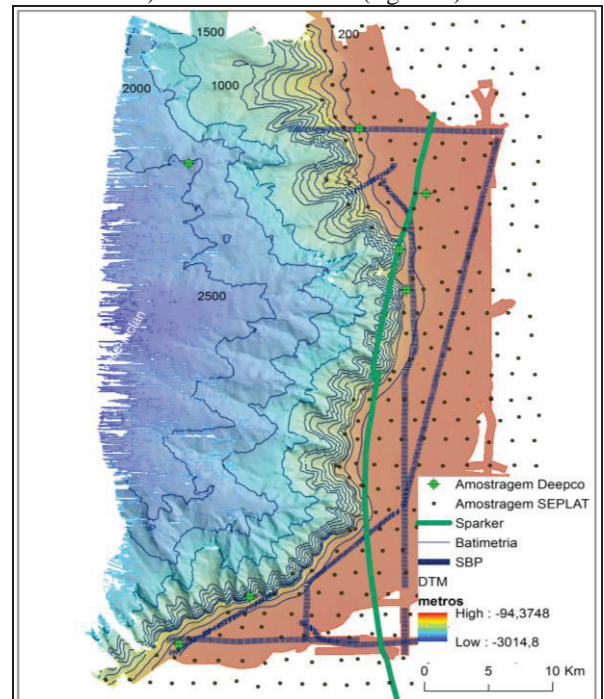 1500
200
2000
1000
2500
Amostragem Deepco
Amostragem SEPLAT
Sparker
Batimetria
SBP
DTM
metros
High : -94,3748
Low : -3014,8
0 5 10 Km